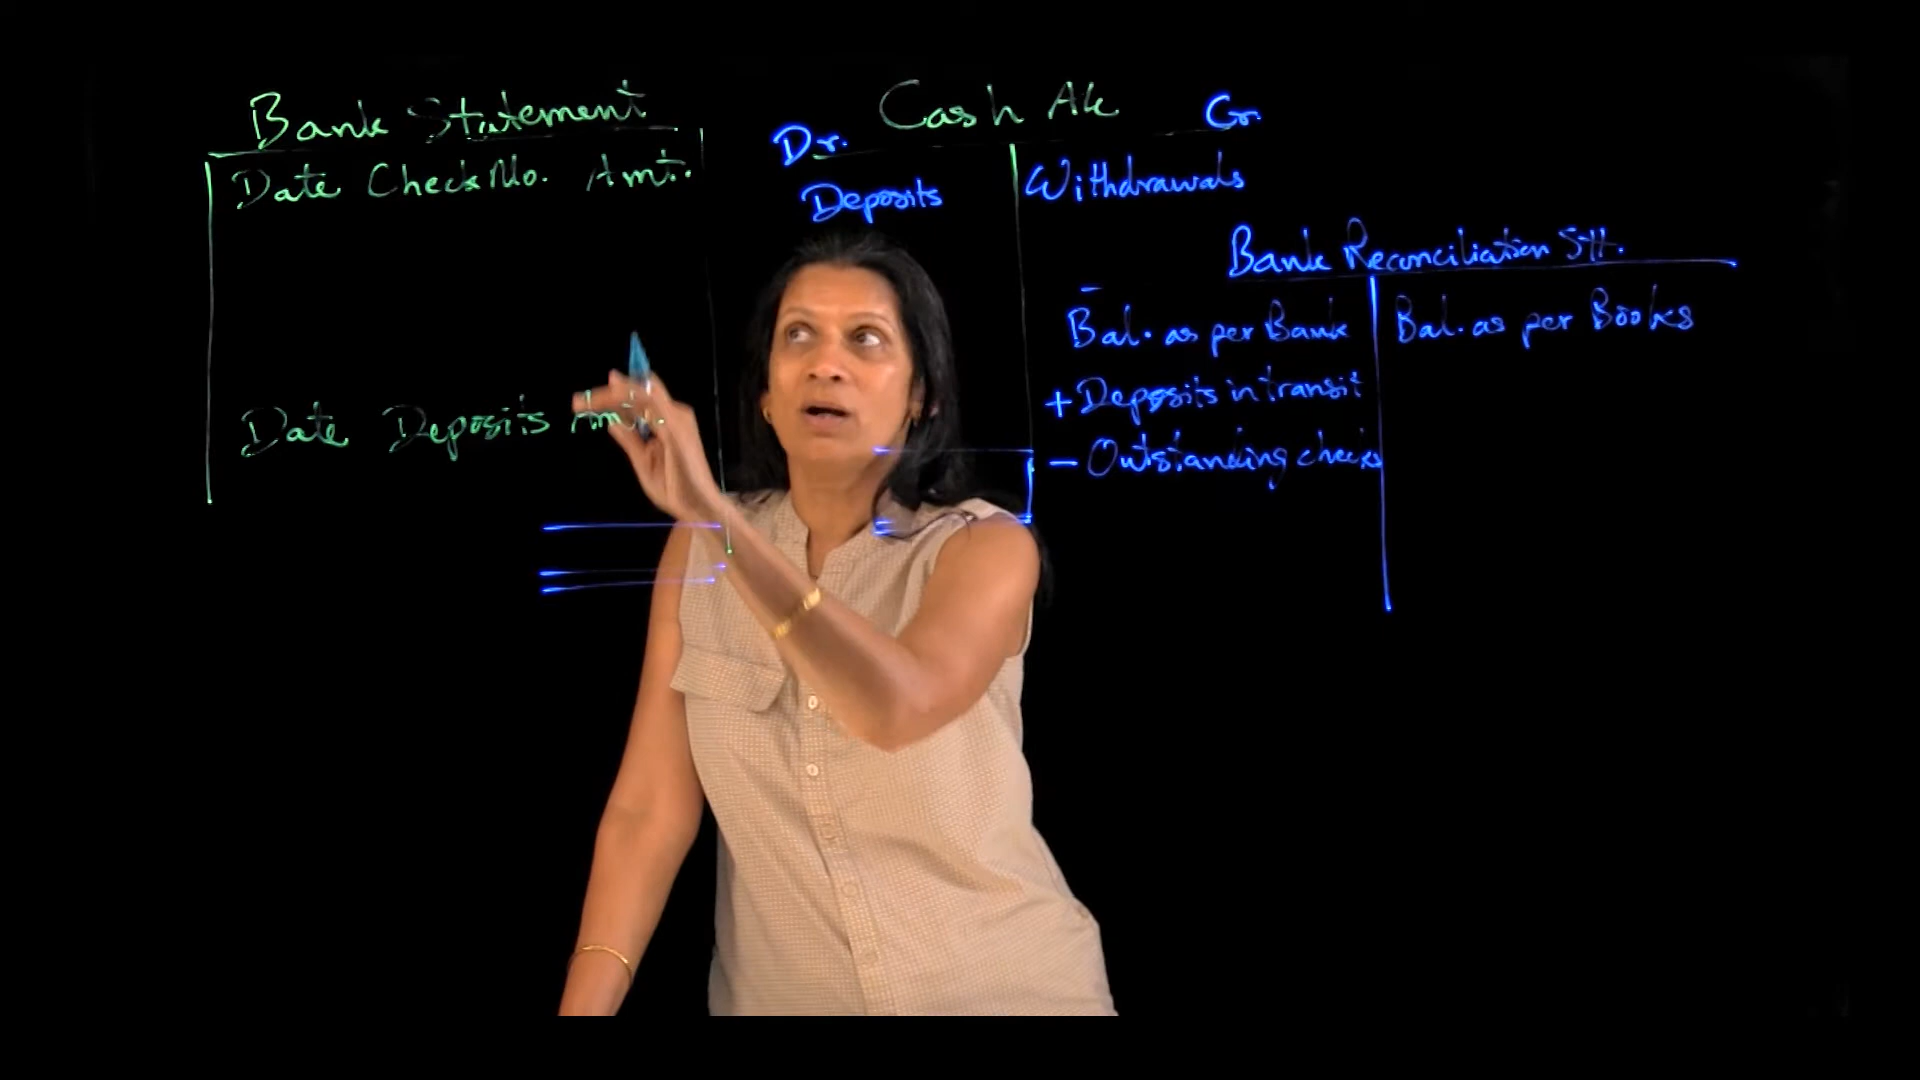 Bank Statement
Date Check No. Amt.
Date Deposits Amt.
Cash A/c
Dr.
Cr.
Deposits
Withdrawals
Bank Reconciliation Stt.
Bal. as per Bank
+ Deposits in transit
- Outstanding checks
Bal. as per Books